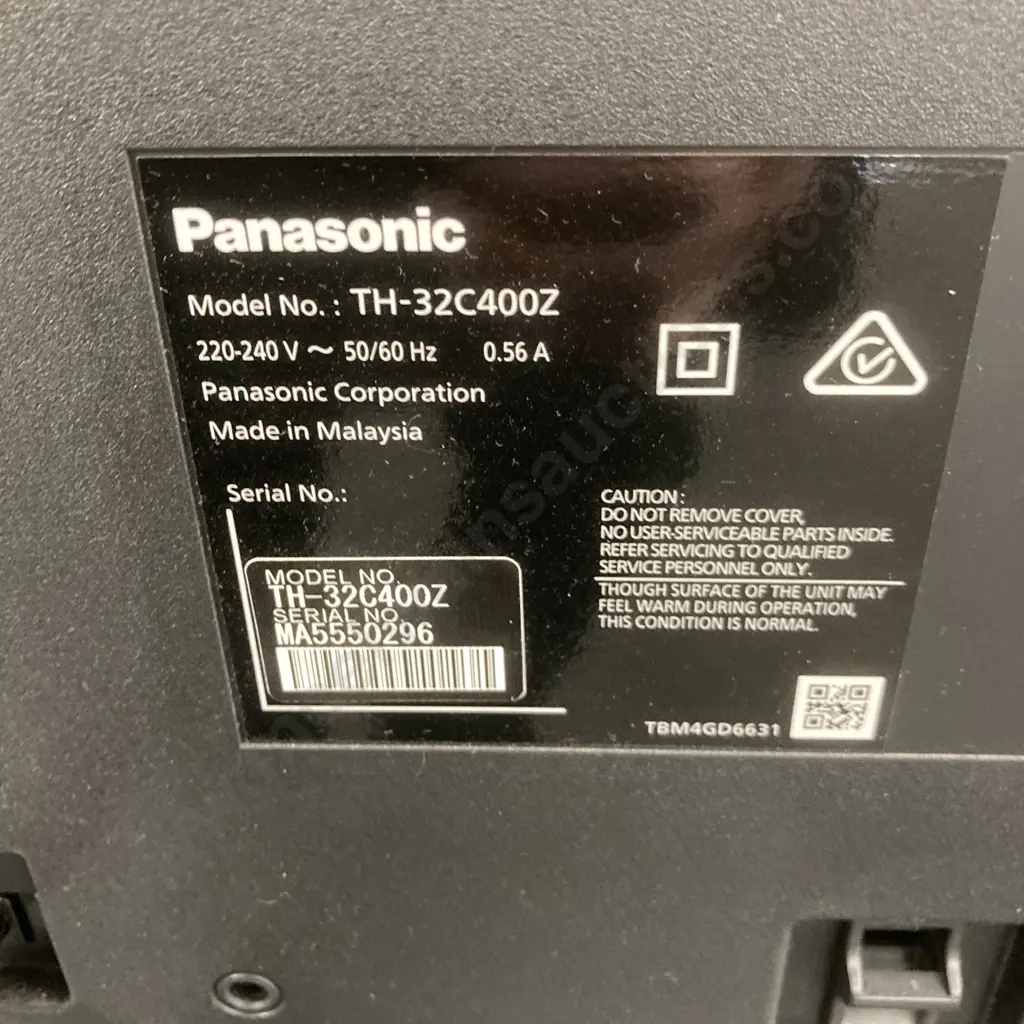 Panasonic
Model No. : TH-32C400Z
220-240 V ~ 50/60 Hz 0.56 A
Panasonic Corporation
Made in Malaysia
Serial No.:
MODEL NO.
TH-32C400Z
SERIAL NO.
MA5550296
CAUTION :
DO NOT REMOVE COVER,
NO USER-SERVICEABLE PARTS INSIDE.
REFER SERVICING TO QUALIFIED
SERVICE PERSONNEL ONLY.
THOUGH SURFACE OF THE UNIT MAY
FEEL WARM DURING OPERATION,
THIS CONDITION IS NORMAL.
TBM4GD6631